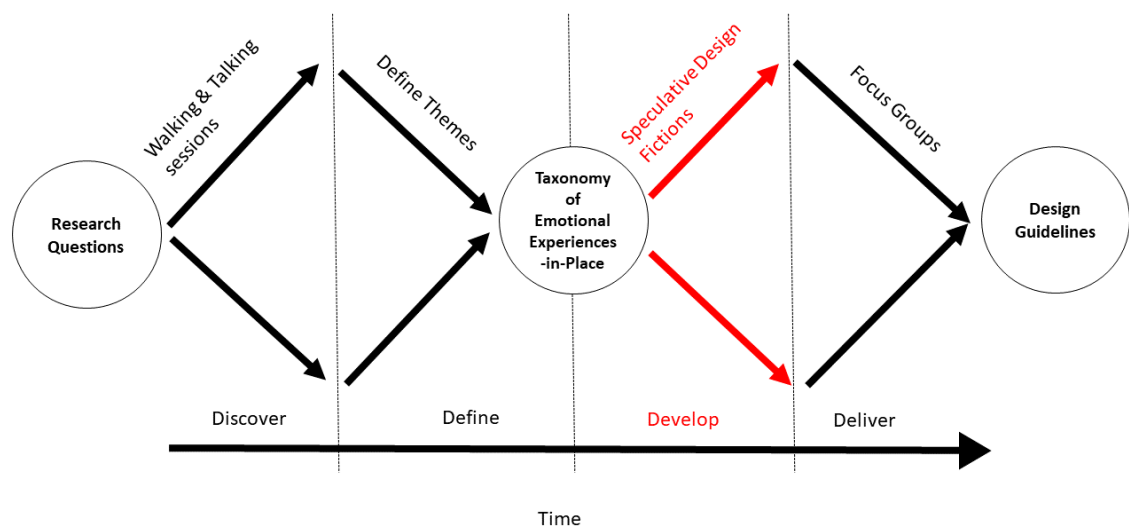 Walking & Talking
sessions
Define Themes
Speculative Design
Fictions
Focus Groups
Research
Questions
Taxonomy
of
Emotional
Experiences
-in-Place
Design
Guidelines
Discover
Define
Develop
Deliver
Time